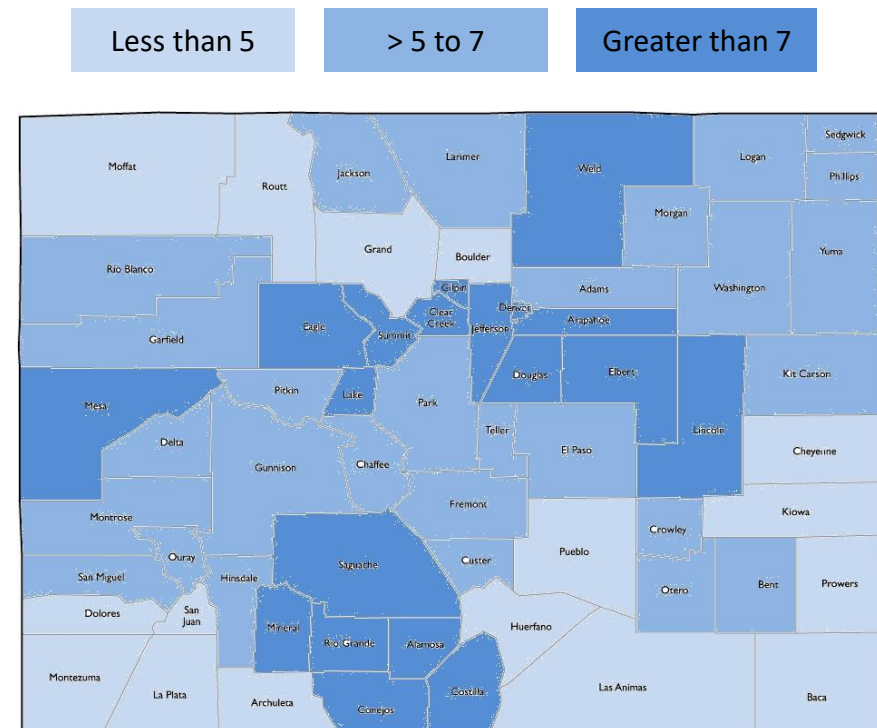 Less than 5
> 5 to 7
Greater than 7
Moffat
Routt
Jackson
Larimer
Weld
Logan
Sedgwick
Phillips
Morgan
Grand
Boulder
Yuma
Rio Blanco
Washington
Adams
Gilpin
Clear
Creek
Denver
Jefferson
Arapahoe
Eagle
Summit
Garfield
Kit Carson
Douglas
Elbert
Pitkin
Lake
Park
Mesa
Lincoln
Teller
Delta
El Paso
Cheyenne
Gunnison
Chaffee
Fremont
Kiowa
Montrose
Crowley
Ouray
Saguache
Custer
Pueblo
San Miguel
Hinsdale
Otero
Bent
Prowers
Dolores
San
Juan
Mineral
Rio Grande
Alamosa
Huerfano
Montezuma
La Plata
Archuleta
Conejos
Costilla
Las Animas
Baca